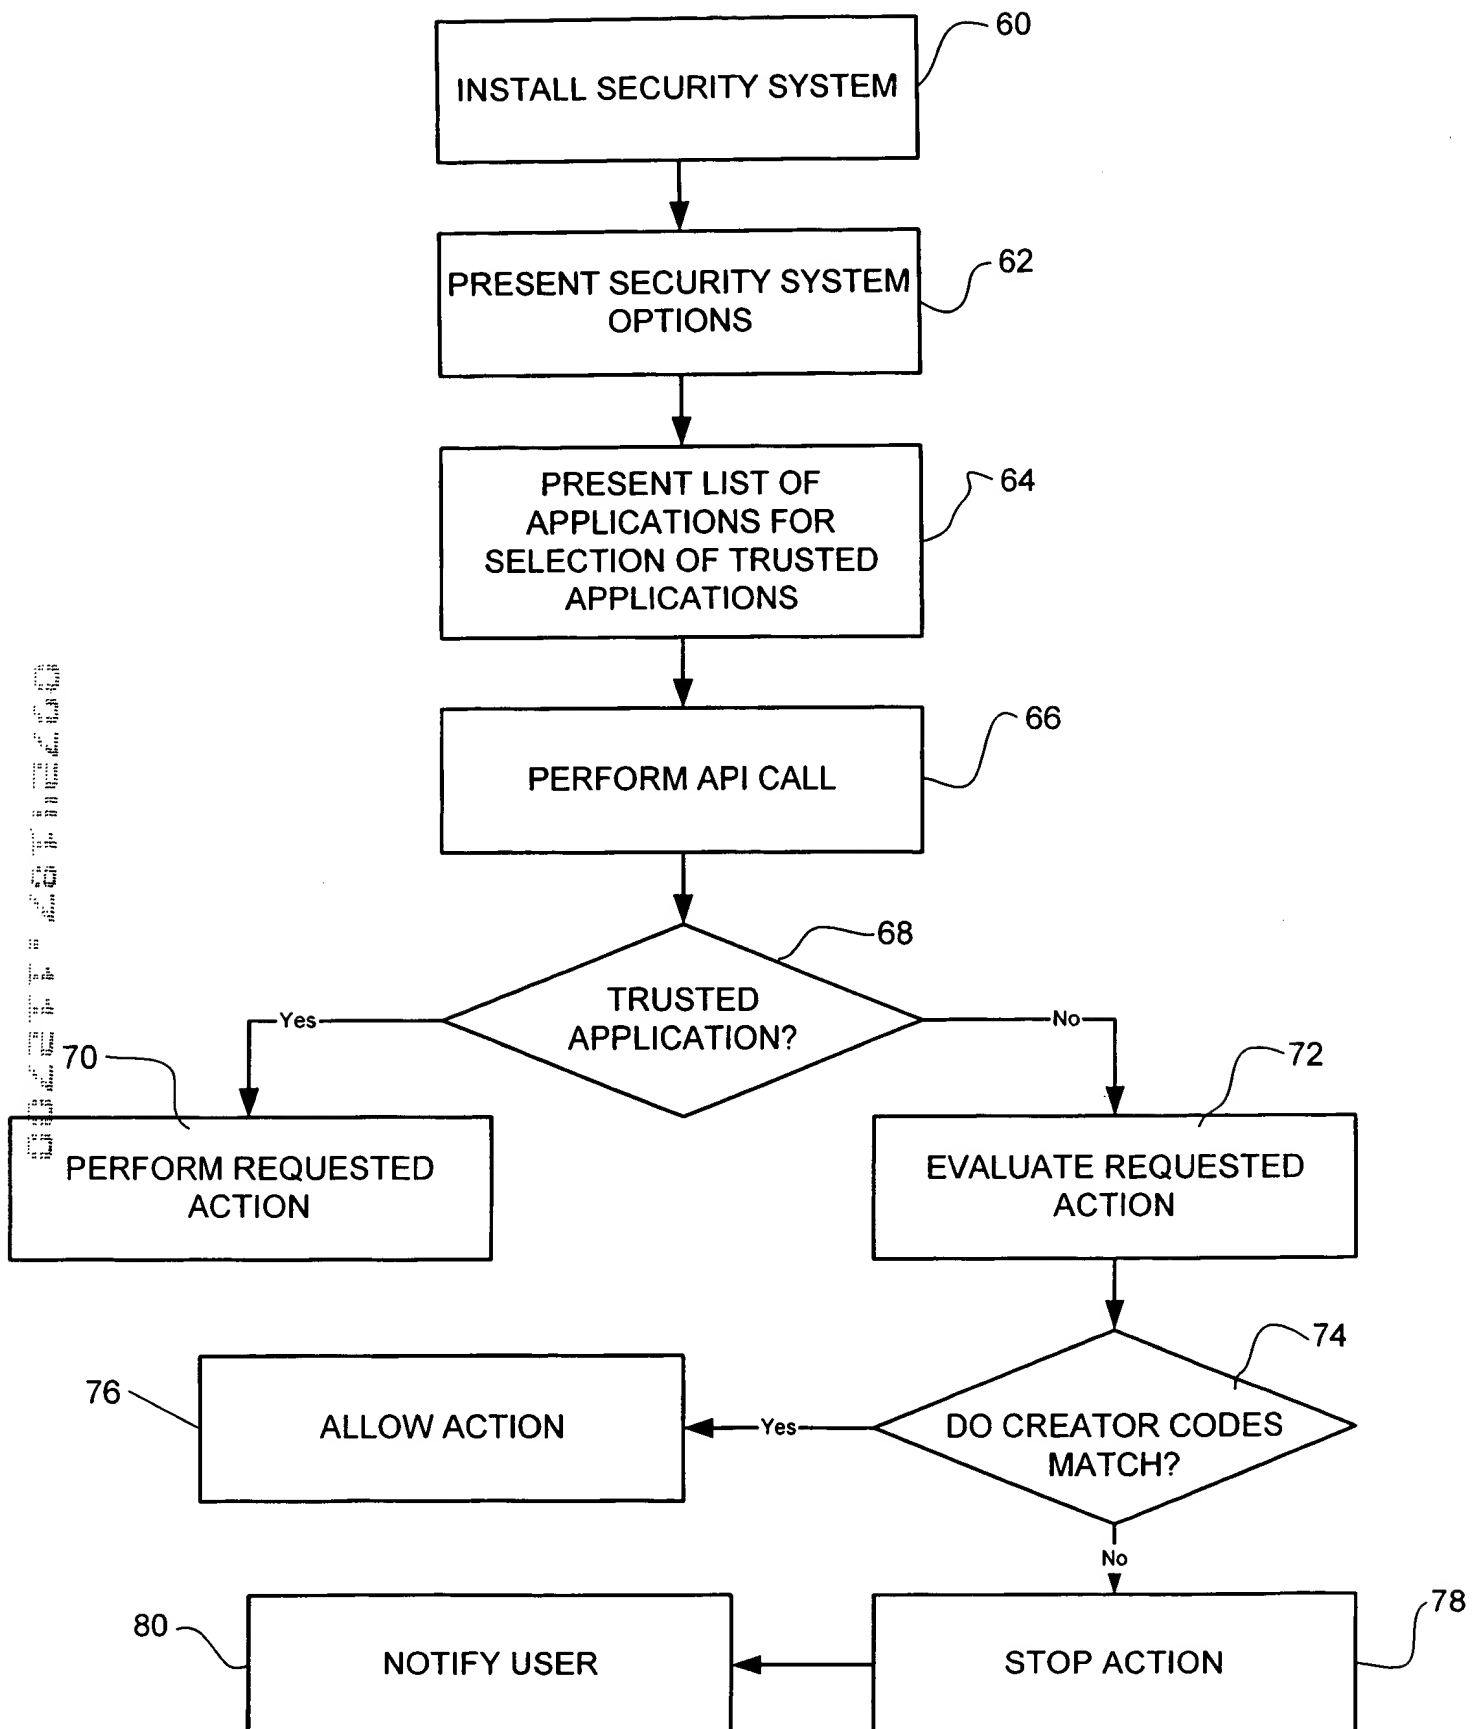 60
INSTALL SECURITY SYSTEM
62
PRESENT SECURITY SYSTEM
OPTIONS
64
PRESENT LIST OF
APPLICATIONS FOR
SELECTION OF TRUSTED
APPLICATIONS
66
PERFORM API CALL
68
TRUSTED
APPLICATION?
Yes
No
70
72
PERFORM REQUESTED
ACTION
EVALUATE REQUESTED
ACTION
74
76
ALLOW ACTION
Yes
DO CREATOR CODES
MATCH?
No
78
80
NOTIFY USER
STOP ACTION